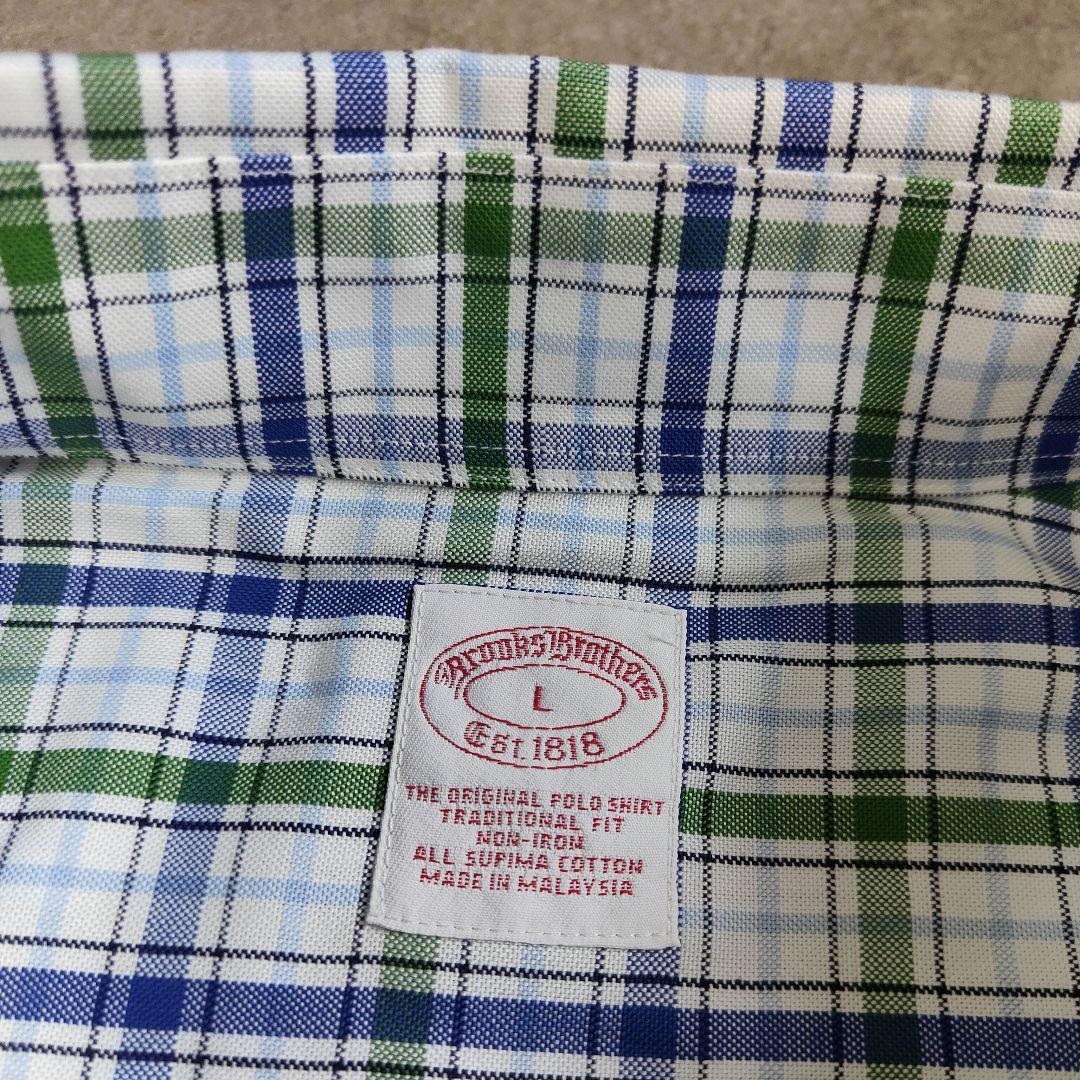 Brooks Brothers
L
Est. 1818
THE ORIGINAL POLO SHIRT
TRADITIONAL FIT
NON-IRON
ALL SUPIMA COTTON
MADE IN MALAYSIA